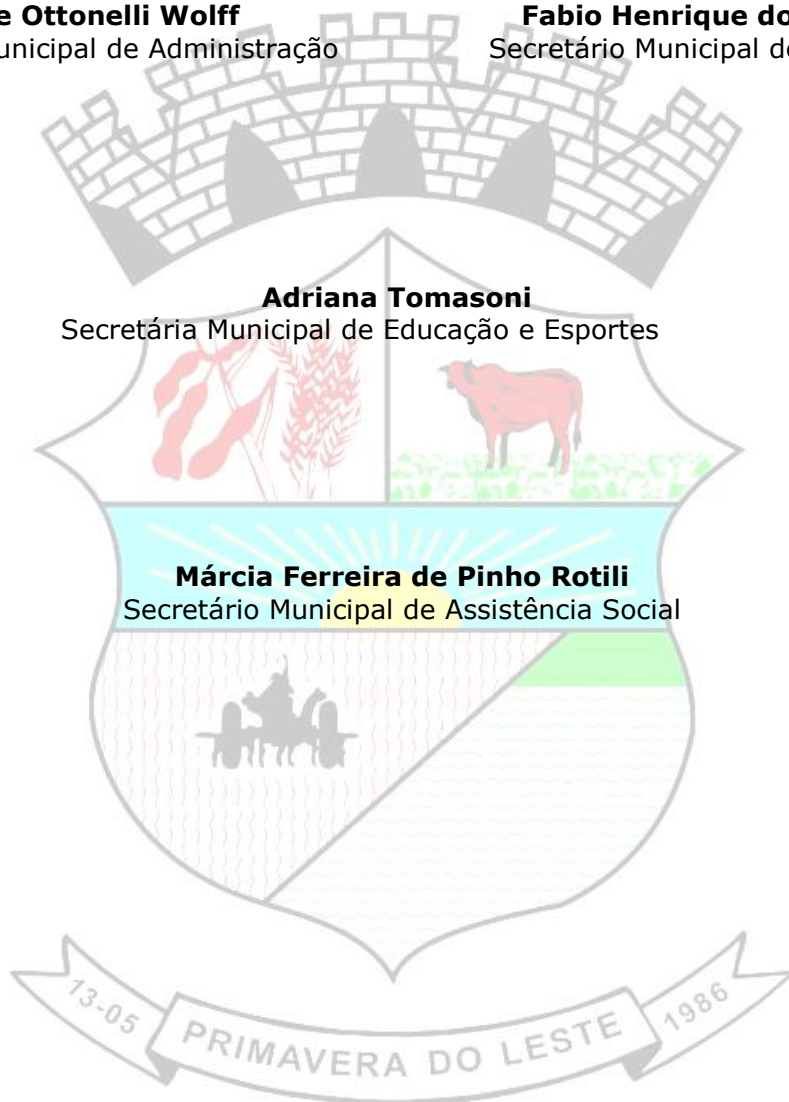 e Ottonelli Wolff
unicipal de Administração
Fabio Henrique do
Secretário Municipal de
Adriana Tomasoni
Secretária Municipal de Educação e Esportes
Márcia Ferreira de Pinho Rotili
Secretário Municipal de Assistência Social
13-05
PRIMAVERA DO LESTE
1986